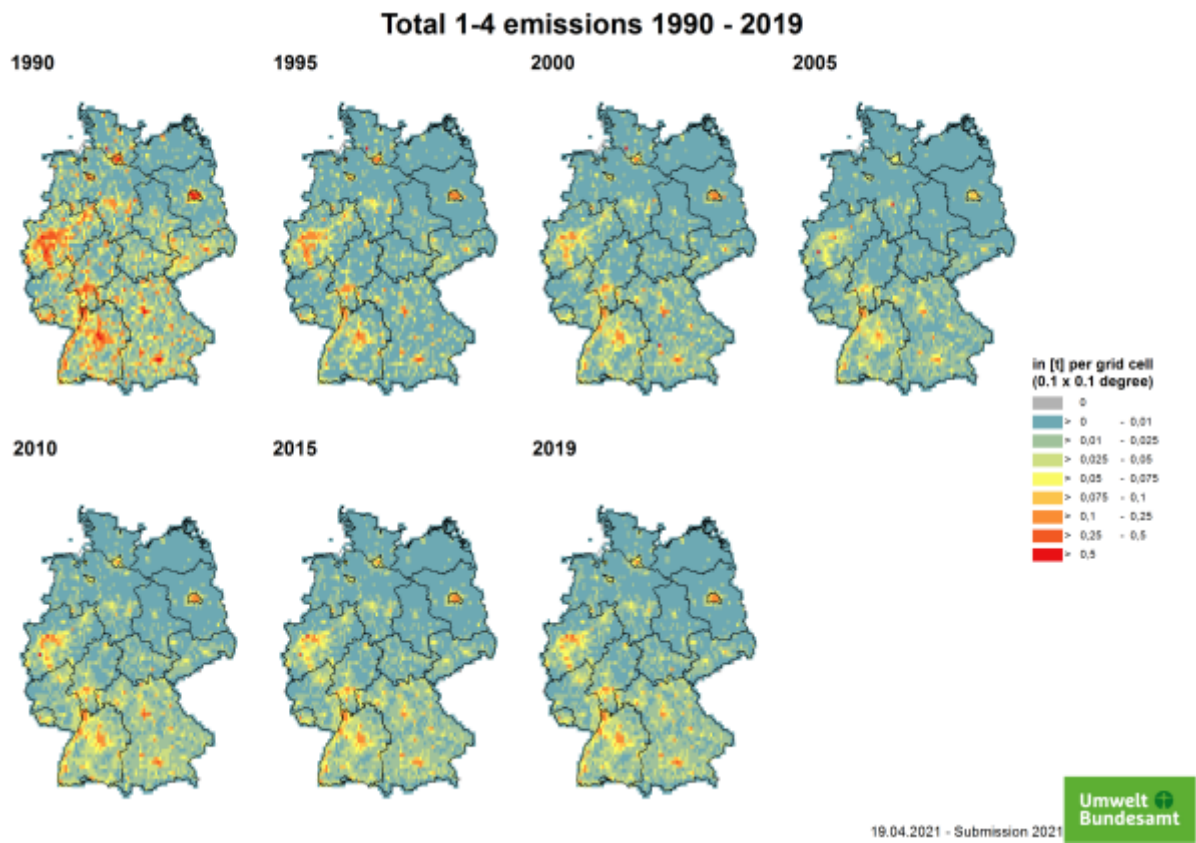 Total 1-4 emissions 1990 - 2019
1990
1995
2000
2005
2010
2015
2019
in [t] per grid cell
(0.1 x 0.1 degree)
0
> 0 - 0,01
> 0,01 - 0,025
> 0,025 - 0,05
> 0,05 - 0,075
> 0,075 - 0,1
> 0,1 - 0,25
> 0,25 - 0,5
> 0,5
19.04.2021 - Submission 2021
Umwelt
Bundesamt